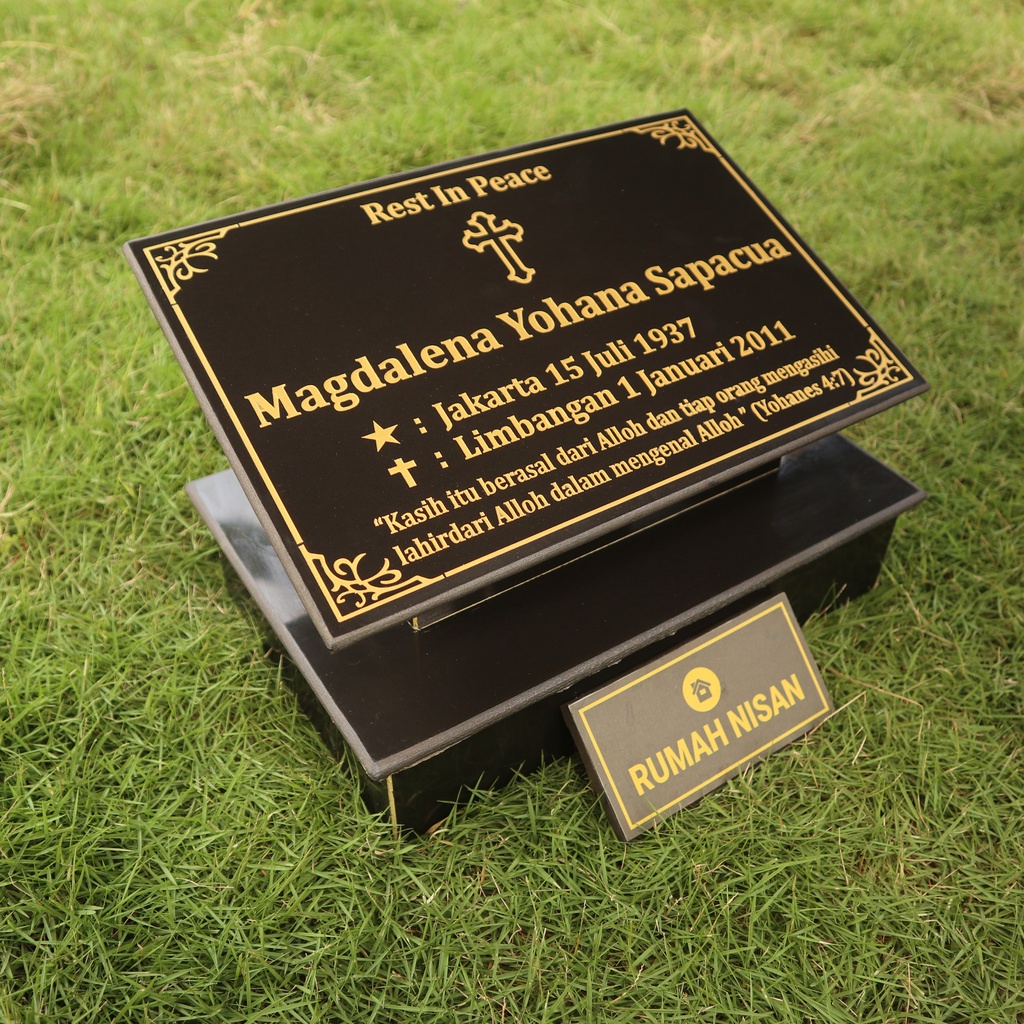 Rest In Peace
Magdalena Yohana Sapacua
★ : Jakarta 15 Juli 1937
✝ : Limbangan 1 Januari 2011
“Kasih itu berasal dari Alloh dan tiap orang mengasihi
lahirdari Alloh dalam mengenal Alloh" (Yohanes 4:7)
RUMAH NISAN